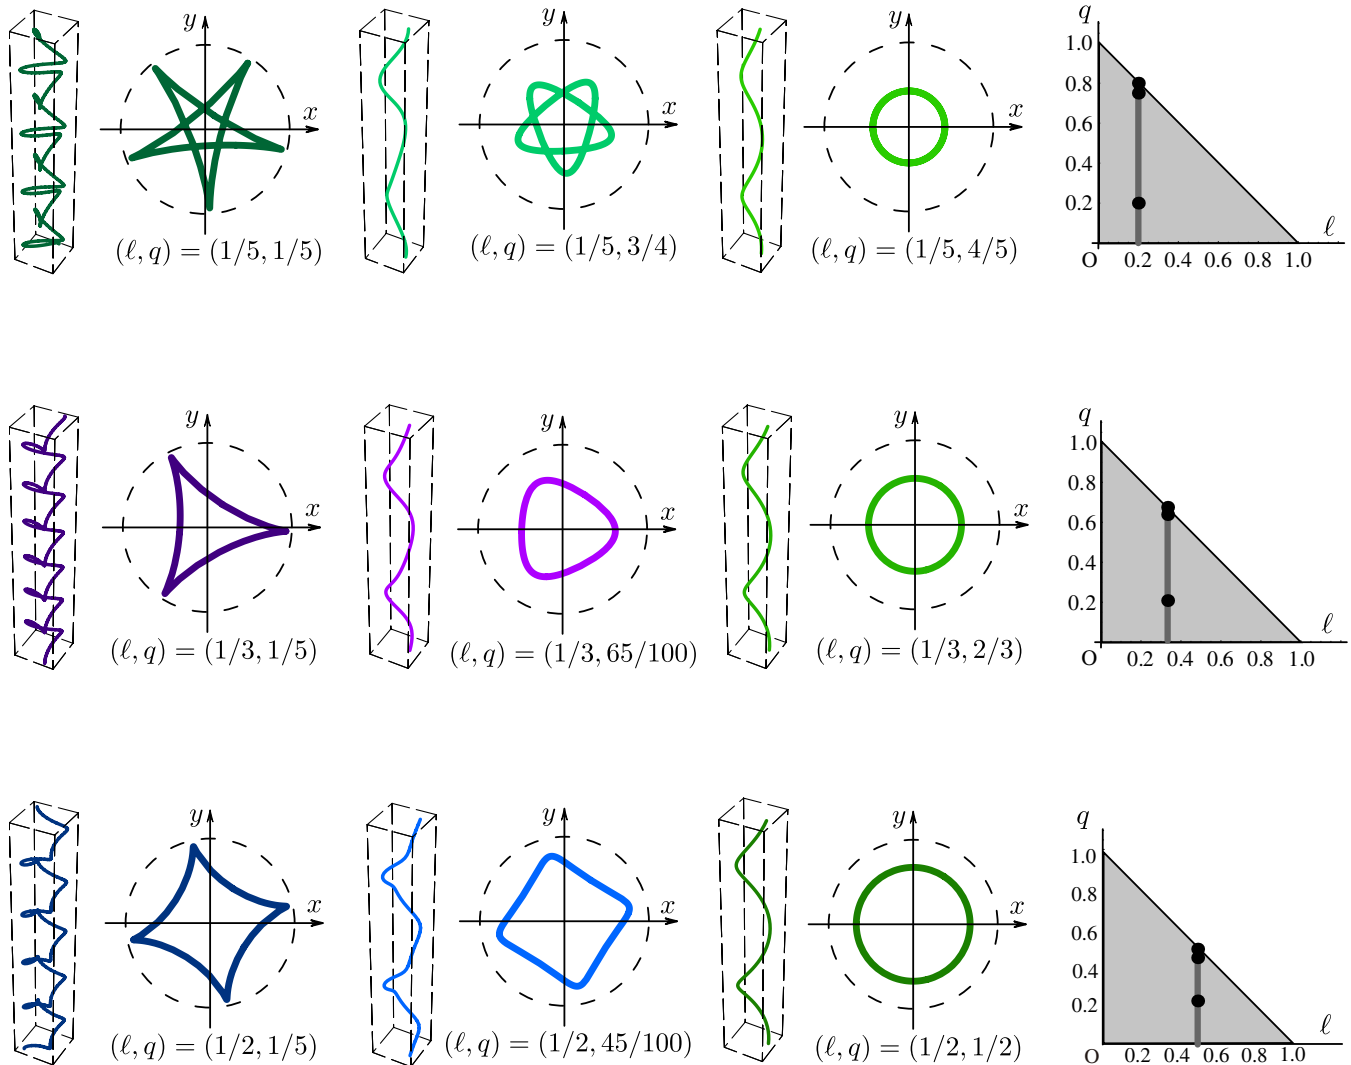 y
x
(ℓ, q) = (1/5, 1/5)
y
x
(ℓ, q) = (1/5, 3/4)
y
x
(ℓ, q) = (1/5, 4/5)
q
1.0
0.8
0.6
0.4
0.2
ℓ
O 0.2 0.4 0.6 0.8 1.0
y
x
(ℓ, q) = (1/3, 1/5)
y
x
(ℓ, q) = (1/3, 65/100)
y
x
(ℓ, q) = (1/3, 2/3)
q
1.0
0.8
0.6
0.4
0.2
ℓ
O 0.2 0.4 0.6 0.8 1.0
y
x
(ℓ, q) = (1/2, 1/5)
y
x
(ℓ, q) = (1/2, 45/100)
y
x
(ℓ, q) = (1/2, 1/2)
q
1.0
0.8
0.6
0.4
0.2
ℓ
O 0.2 0.4 0.6 0.8 1.0